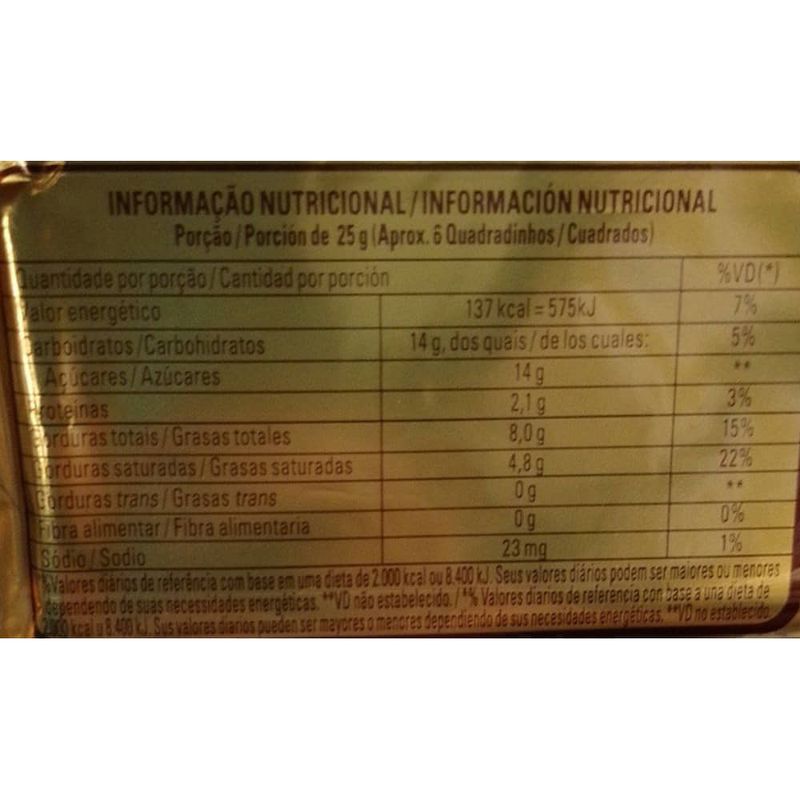 INFORMAÇÃO NUTRICIONAL/INFORMACIÓN NUTRICIONAL
Porção/Porción de 25 g (Aprox. 6 Quadradinhos/Cuadrados)
Quantidade por porção/Cantidad por porción %VD(*)
Valor energético 137 kcal = 575kJ 7%
Carboidratos/Carbohidratos 14 g, dos quais/de los cuales: 5%
Açúcares/Azúcares 14 g **
Proteínas 2,1 g 3%
Gorduras totais/Grasas totales 8,0 g 15%
Gorduras saturadas/Grasas saturadas 4,8 g 22%
Gorduras trans/Grasas trans 0 g **
Fibra alimentar/Fibra alimentaria 0 g 0%
Sódio/Sodio 23 mg 1%
*%Valores diários de referência com base em uma dieta de 2.000 kcal ou 8.400 kJ. Seus valores diários podem ser maiores ou menores
dependendo de suas necessidades energéticas. **VD não estabelecido. / *% Valores diarios de referencia con base a una dieta de
2.000 kcal u 8.400 kJ. Sus valores diarios pueden ser mayores o menores dependiendo de sus necesidades energéticas. **VD no establecido